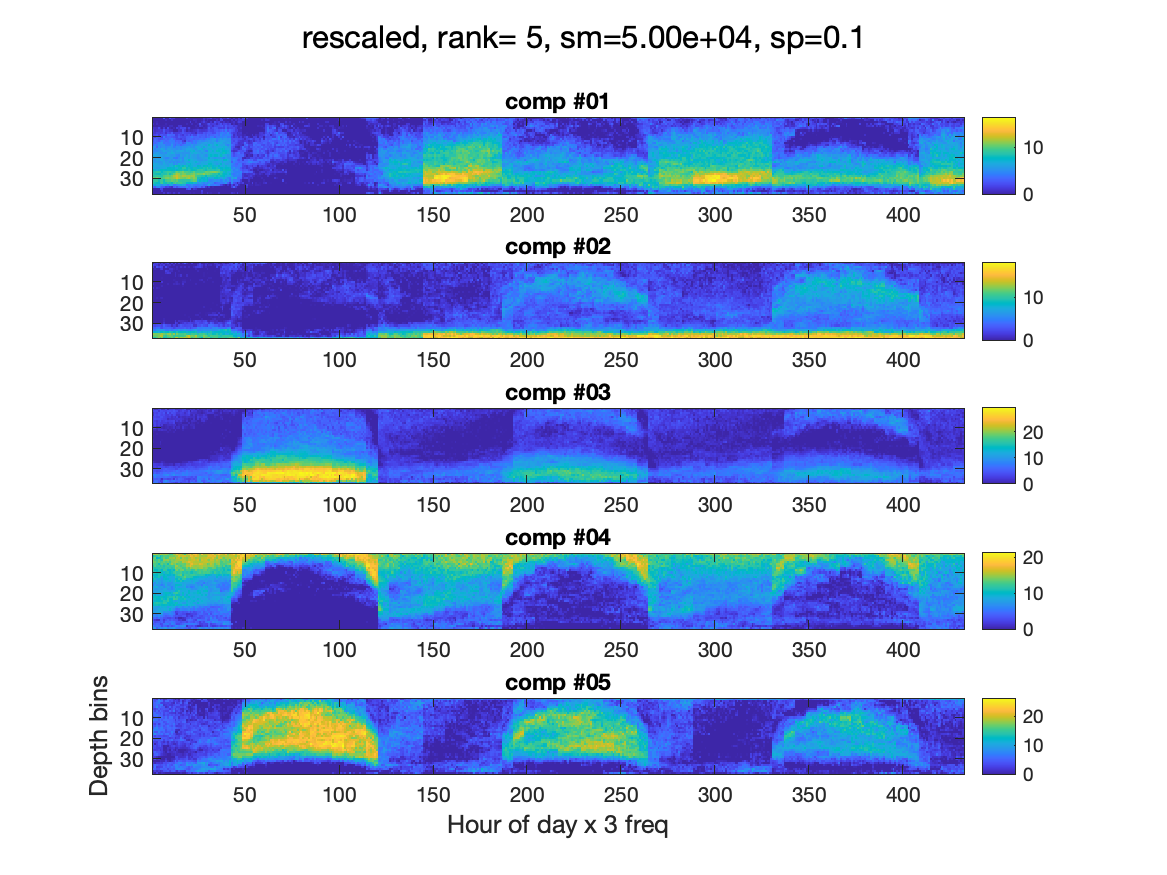 rescaled, rank= 5, sm=5.00e+04, sp=0.1
comp #01
10
20
30
10
0
50 100 150 200 250 300 350 400
comp #02
10
20
30
10
0
50 100 150 200 250 300 350 400
comp #03
10
20
30
20
10
0
50 100 150 200 250 300 350 400
comp #04
10
20
30
20
10
0
50 100 150 200 250 300 350 400
comp #05
Depth bins
10
20
30
20
10
0
50 100 150 200 250 300 350 400
Hour of day x 3 freq